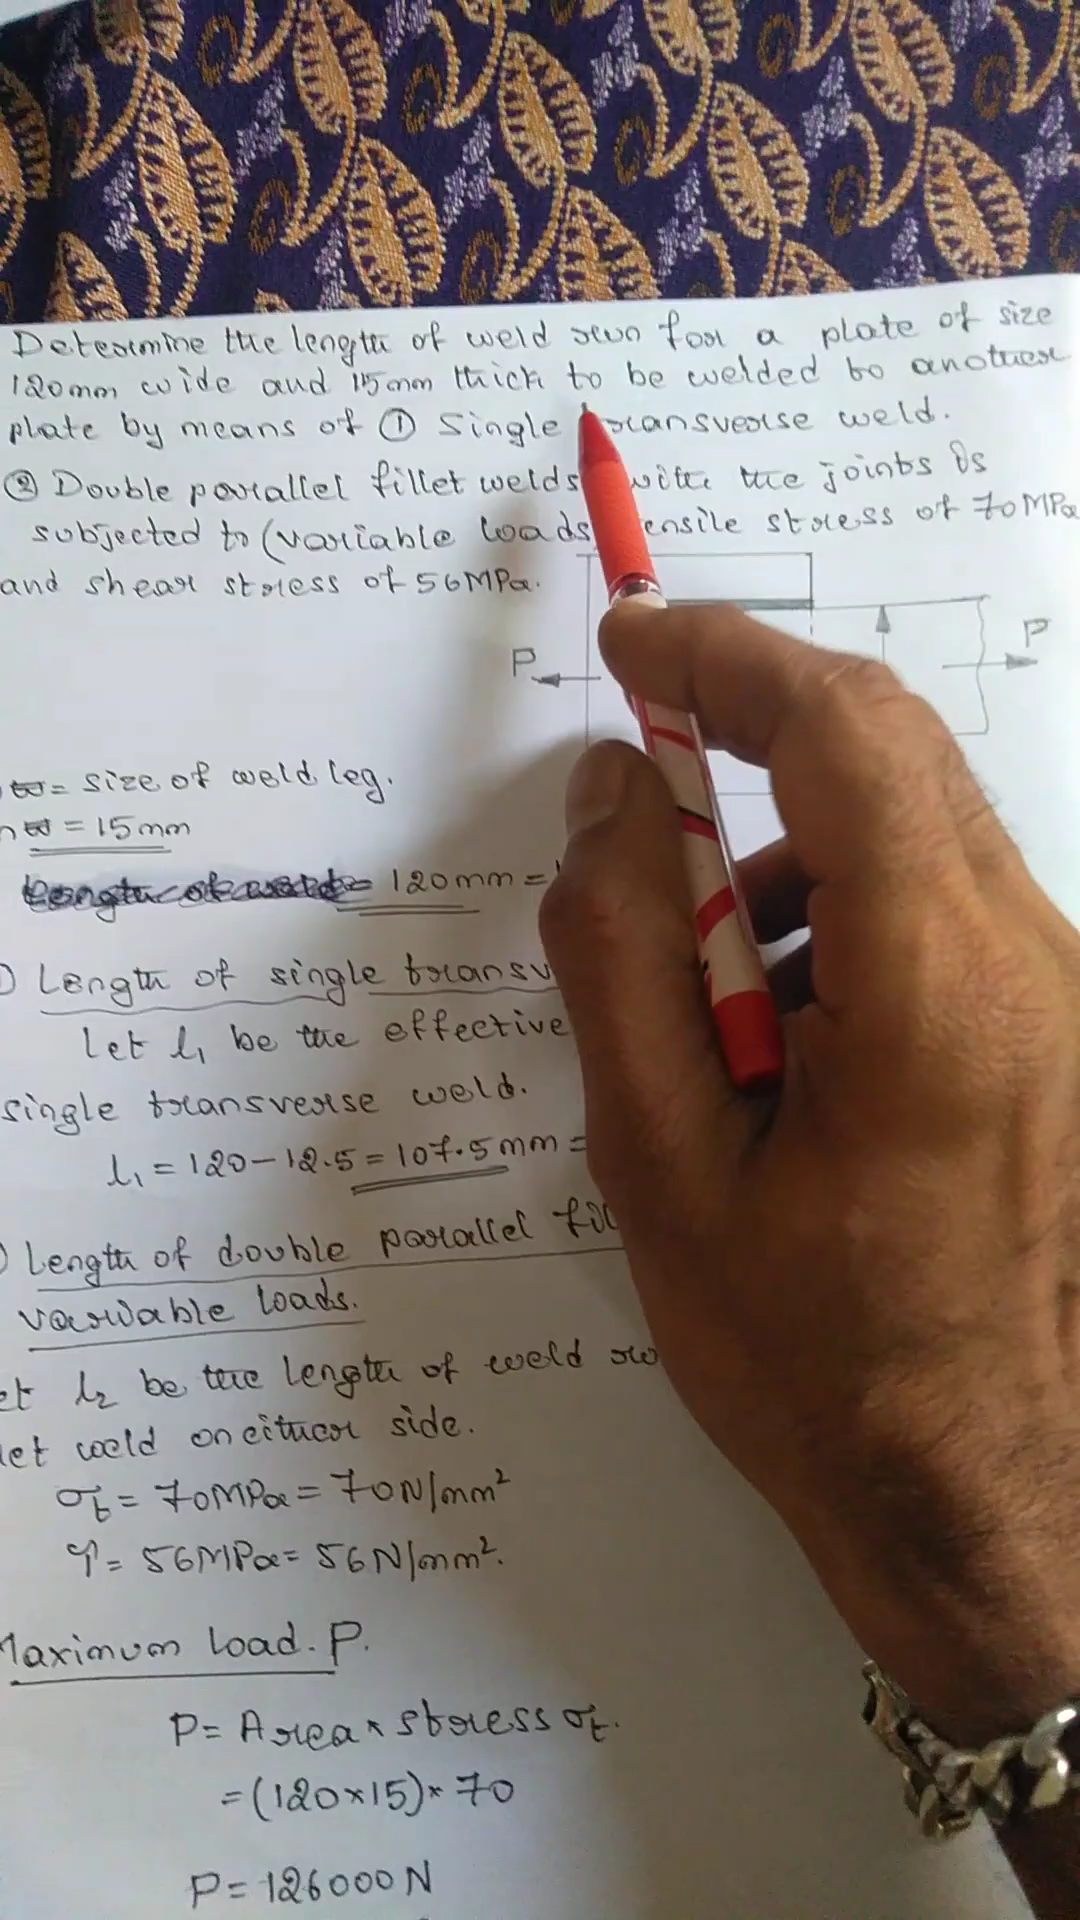 Determine the length of weld run for a plate of size
120mm wide and 15mm thick to be welded to another
plate by means of ① Single transverse weld.
② Double parallel fillet welds with the joints is
subjected to (variable loads) tensile stress of 70MPa
and shear stress of 56MPa.
P P
= size of weld leg.
= 15mm
120mm =
Length of single
Let l₁ be the effective
single transverse weld.
l₁ = 120-12.5 = 107.5mm =
Length of double parallel
variable loads.
l₂ be the length of weld
weld on either side.
σt = 70MPa = 70N/mm²
= 56MPa = 56N/mm².
Maximum load. P.
P = Area × stress σt.
= (120×15)× 70
P = 126000N